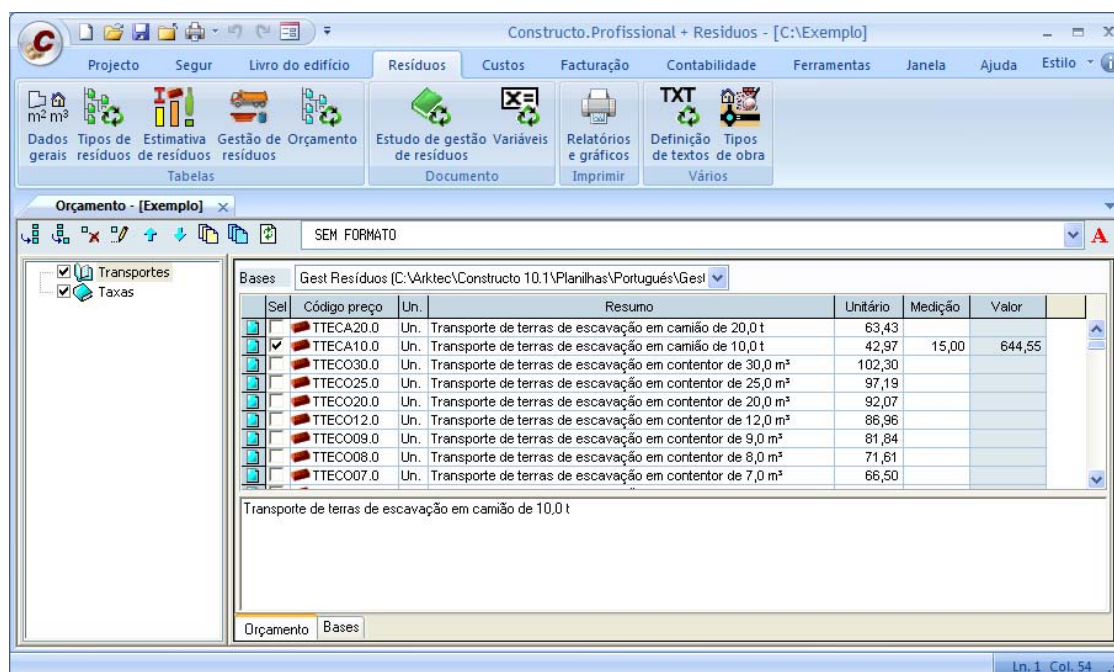 Constructo.Profissional + Residuos - [C:\Exemplo]
Projecto Segur Livro do edifício Resíduos Custos Facturação Contabilidade Ferramentas Janela Ajuda Estilo
m² m³
TXT
Dados gerais
Tipos de resíduos
Estimativa de resíduos
Gestão de resíduos
Orçamento
Estudo de gestão de resíduos
Variáveis
Relatórios e gráficos
Definição de textos
Tipos de obra
Tabelas Documento Imprimir Vários
Orçamento - [Exemplo]
SEM FORMATO
A
Transportes
Taxas
Bases Gest Resíduos (C:\Arktec\Constructo 10.1\Planilhas\Portugués\Gest
Sel Código preço Un. Resumo Unitário Medição Valor
TTECA20.0 Un. Transporte de terras de escavação em camião de 20,0 t 63,43
TTECA10.0 Un. Transporte de terras de escavação em camião de 10,0 t 42,97 15,00 644,55
TTECO30.0 Un. Transporte de terras de escavação em contentor de 30,0 m³ 102,30
TTECO25.0 Un. Transporte de terras de escavação em contentor de 25,0 m³ 97,19
TTECO20.0 Un. Transporte de terras de escavação em contentor de 20,0 m³ 92,07
TTECO12.0 Un. Transporte de terras de escavação em contentor de 12,0 m³ 86,96
TTECO09.0 Un. Transporte de terras de escavação em contentor de 9,0 m³ 81,84
TTECO08.0 Un. Transporte de terras de escavação em contentor de 8,0 m³ 71,61
TTECO07.0 Un. Transporte de terras de escavação em contentor de 7,0 m³ 66,50
Transporte de terras de escavação em camião de 10,0 t
Orçamento Bases
Ln. 1 Col. 54